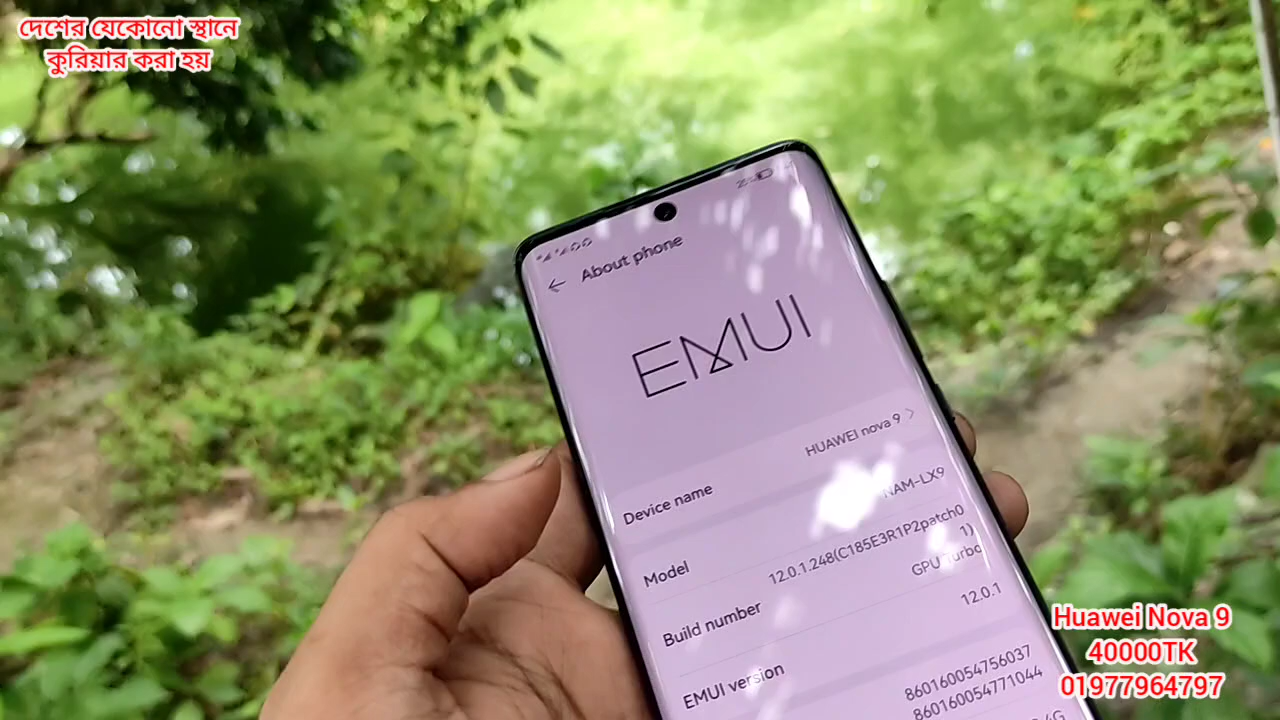 দেশের যেকোনো স্থানে
কুরিয়ার করা হয়
About phone
EMUI
Device name HUAWEI nova 9
Model NAM-LX9
Build number 12.0.1.248(C185E3R1P2patch0
1)
GPU Turbo
EMUI version 12.0.1
860160054756037
860160054771044
Huawei Nova 9
40000TK
01977964797